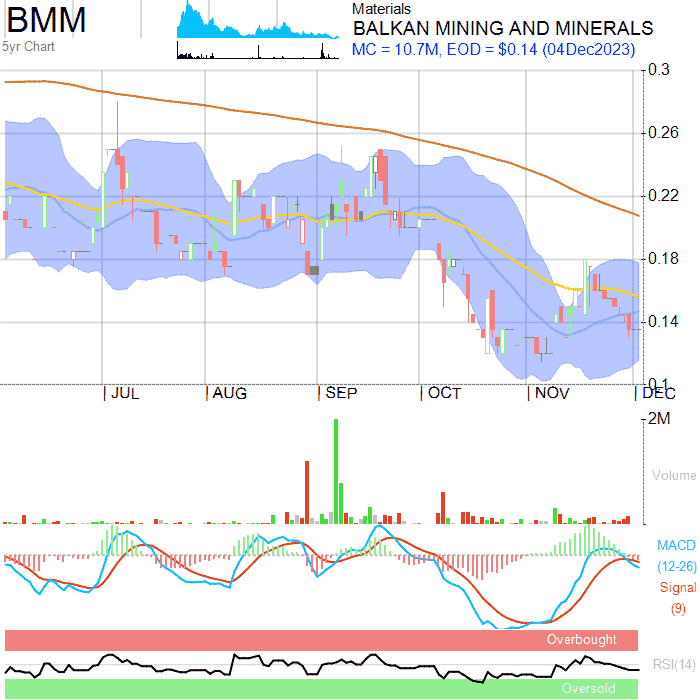 BMM
5yr Chart
Materials
BALKAN MINING AND MINERALS
MC = 10.7M, EOD = $0.14 (04Dec2023)
0.3
0.26
0.22
0.18
0.14
0.1
JUL
AUG
SEP
OCT
NOV
DEC
2M
Volume
MACD
(12-26)
Signal
(9)
Overbought
RSI(14)
Oversold